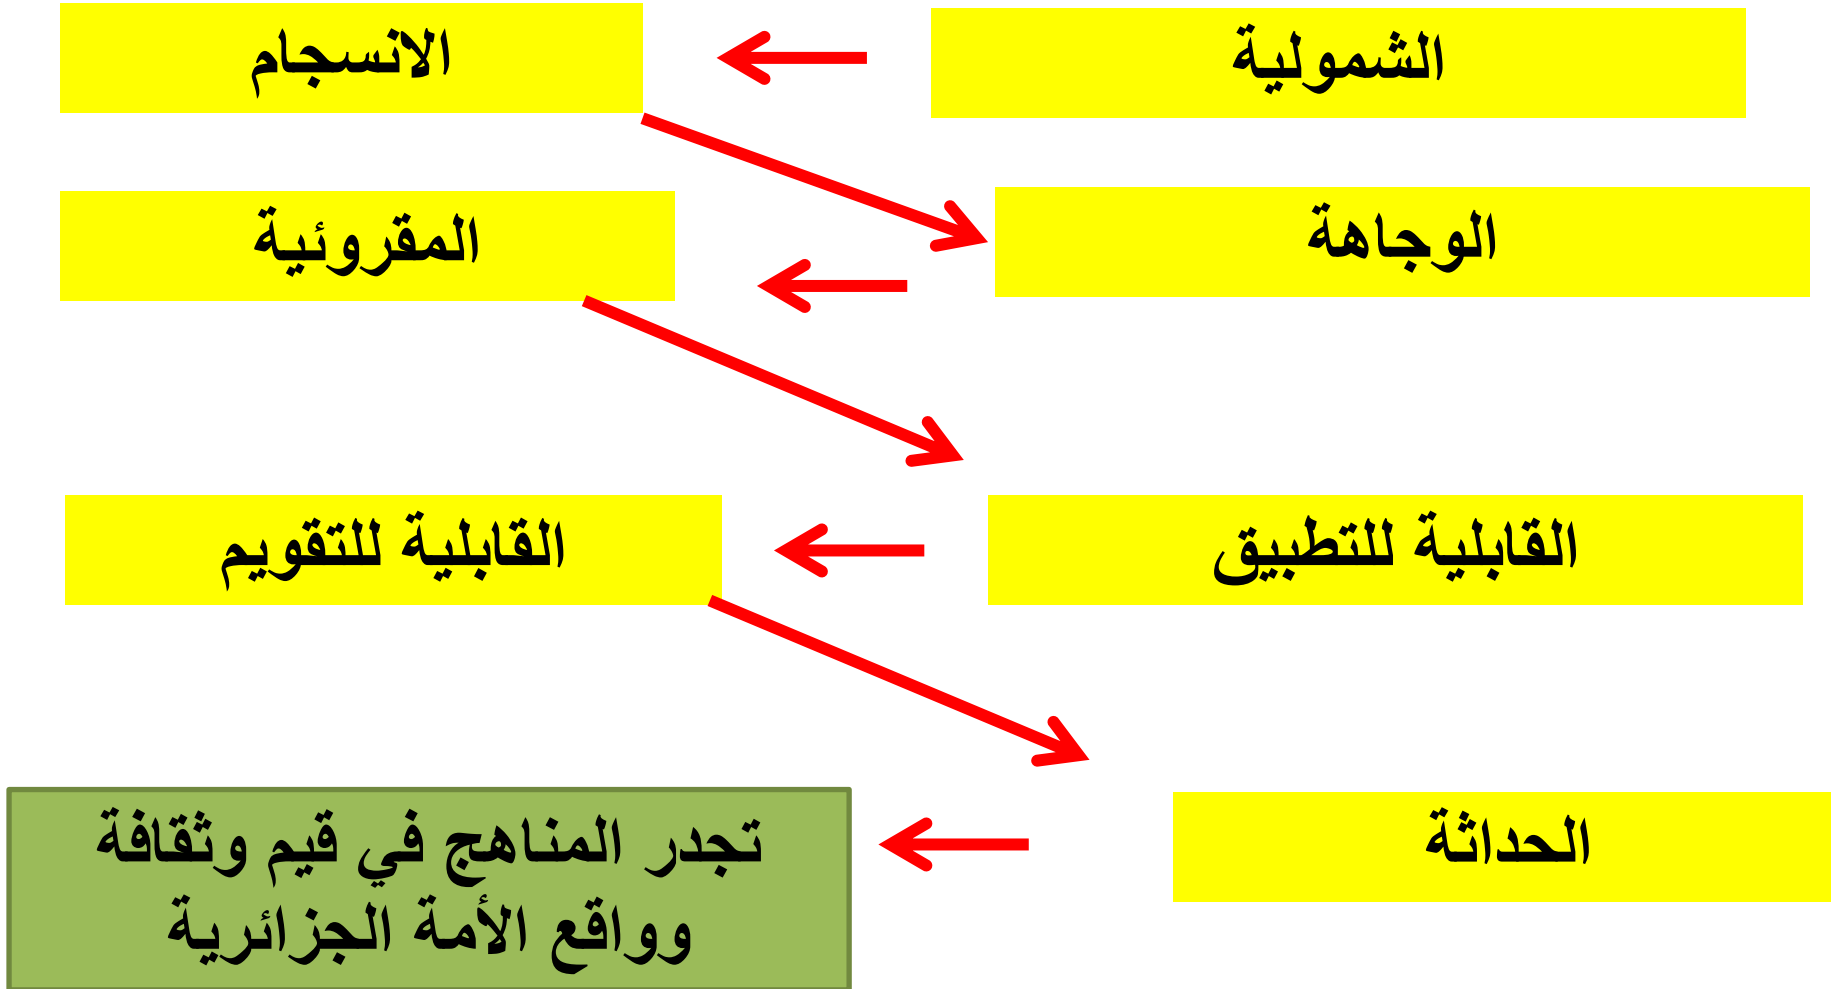 الشمولية
الانسجام
الوجاهة
المقروئية
القابلية للتطبيق
القابلية للتقويم
الحداثة
تجدر المناهج في قيم وثقافة
وواقع الأمة الجزائرية